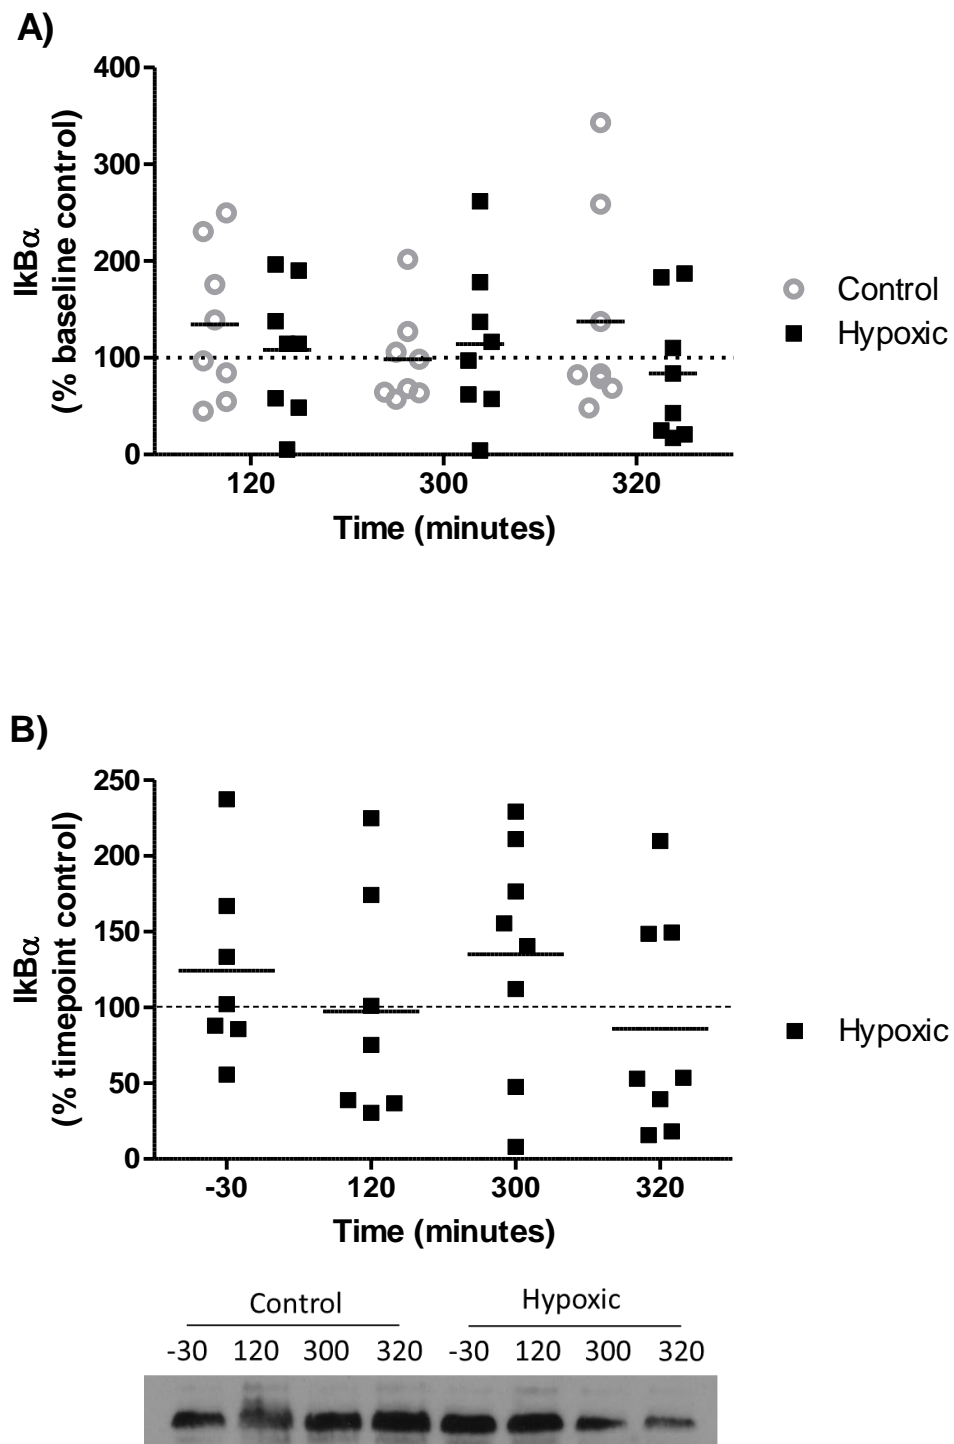 A)
400
300
200
100
0
IkBα
(% baseline control)
120 300 320
Time (minutes)
Control
Hypoxic
B)
250
200
150
100
50
0
IkBα
(% timepoint control)
-30 120 300 320
Time (minutes)
Hypoxic
Control Hypoxic
-30 120 300 320 -30 120 300 320